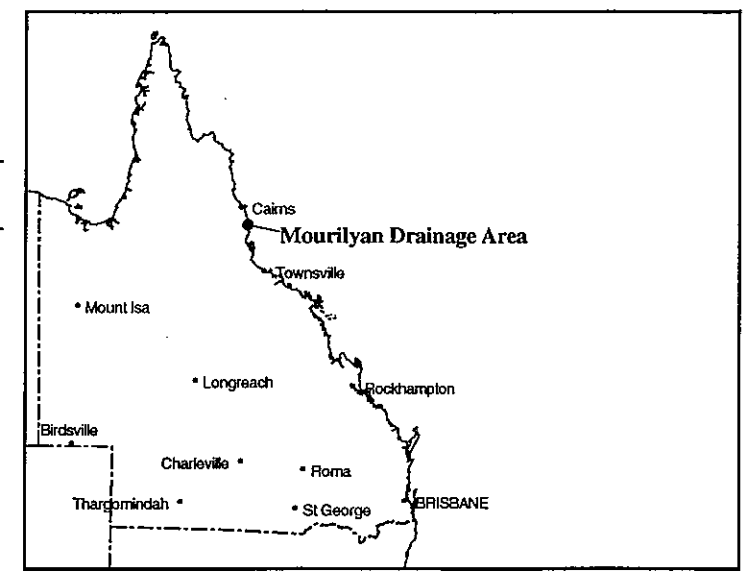 Cairns
Mourilyan Drainage Area
Townsville
Mount Isa
Longreach
Rockhampton
Birdsville
Charleville
Roma
Thargomindah
St George
BRISBANE